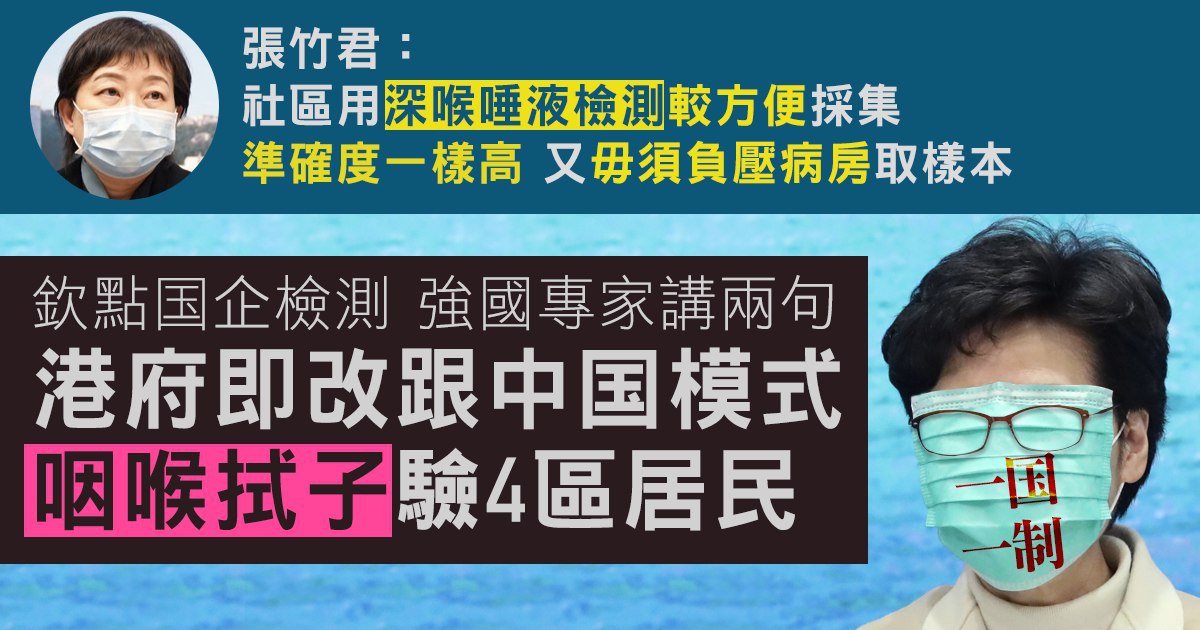 張竹君：
社區用深喉唾液檢測較方便採集
準確度一樣高 又毋須負壓病房取樣本
欽點国企檢測 強國專家講兩句
港府即改跟中国模式
咽喉拭子驗4區居民
一国
一制